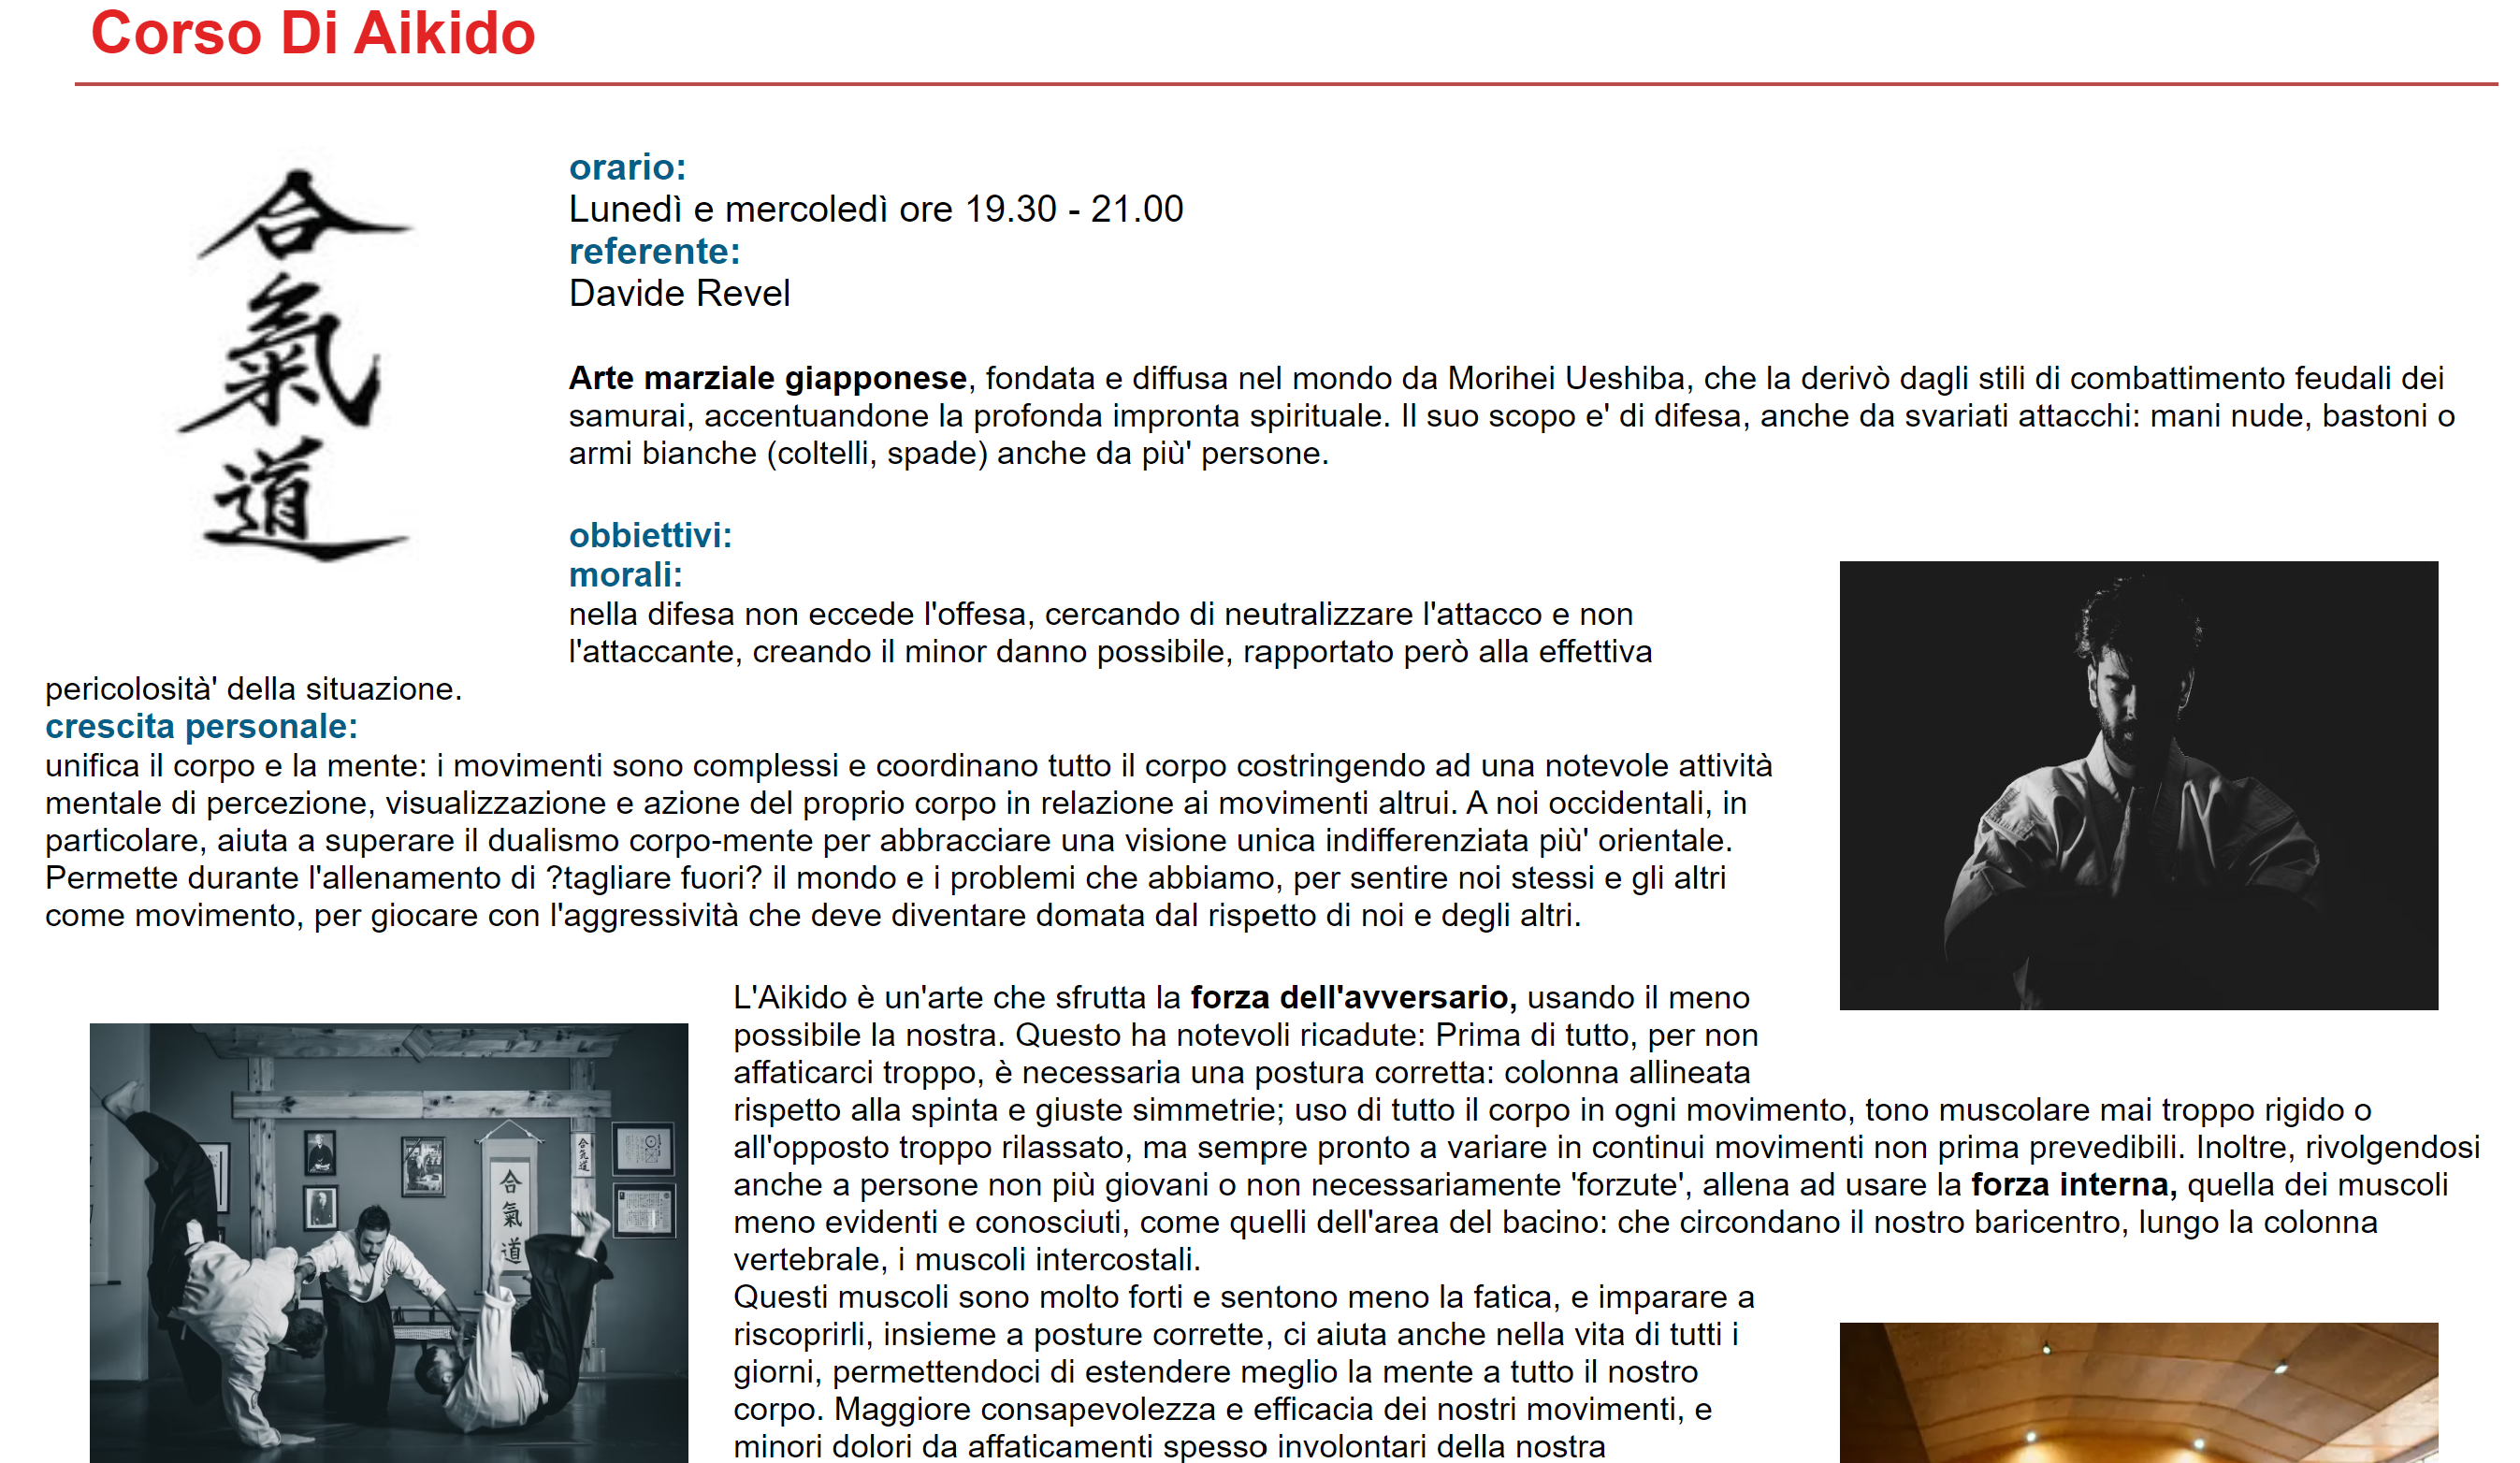 Corso Di Aikido
合
氣
道
orario:
Lunedì e mercoledì ore 19.30 - 21.00
referente:
Davide Revel
Arte marziale giapponese, fondata e diffusa nel mondo da Morihei Ueshiba, che la derivò dagli stili di combattimento feudali dei
samurai, accentuandone la profonda impronta spirituale. Il suo scopo e' di difesa, anche da svariati attacchi: mani nude, bastoni o
armi bianche (coltelli, spade) anche da più' persone.
obbiettivi:
morali:
nella difesa non eccede l'offesa, cercando di neutralizzare l'attacco e non
l'attaccante, creando il minor danno possibile, rapportato però alla effettiva
pericolosità' della situazione.
crescita personale:
unifica il corpo e la mente: i movimenti sono complessi e coordinano tutto il corpo costringendo ad una notevole attività
mentale di percezione, visualizzazione e azione del proprio corpo in relazione ai movimenti altrui. A noi occidentali, in
particolare, aiuta a superare il dualismo corpo-mente per abbracciare una visione unica indifferenziata più' orientale.
Permette durante l'allenamento di ?tagliare fuori? il mondo e i problemi che abbiamo, per sentire noi stessi e gli altri
come movimento, per giocare con l'aggressività che deve diventare domata dal rispetto di noi e degli altri.
L'Aikido è un'arte che sfrutta la forza dell'avversario, usando il meno
possibile la nostra. Questo ha notevoli ricadute: Prima di tutto, per non
affaticarci troppo, è necessaria una postura corretta: colonna allineata
rispetto alla spinta e giuste simmetrie; uso di tutto il corpo in ogni movimento, tono muscolare mai troppo rigido o
all'opposto troppo rilassato, ma sempre pronto a variare in continui movimenti non prima prevedibili. Inoltre, rivolgendosi
anche a persone non più giovani o non necessariamente 'forzute', allena ad usare la forza interna, quella dei muscoli
meno evidenti e conosciuti, come quelli dell'area del bacino: che circondano il nostro baricentro, lungo la colonna
vertebrale, i muscoli intercostali.
Questi muscoli sono molto forti e sentono meno la fatica, e imparare a
riscoprirli, insieme a posture corrette, ci aiuta anche nella vita di tutti i
giorni, permettendoci di estendere meglio la mente a tutto il nostro
corpo. Maggiore consapevolezza e efficacia dei nostri movimenti, e
minori dolori da affaticamenti spesso involontari della nostra
合
氣
道
合
氣
道